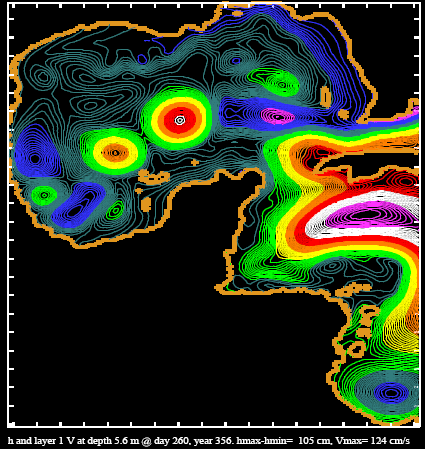 h and layer 1 V at depth 5.6 m @ day 260, year 356. hmax-hmin= 105 cm, Vmax= 124 cm/s